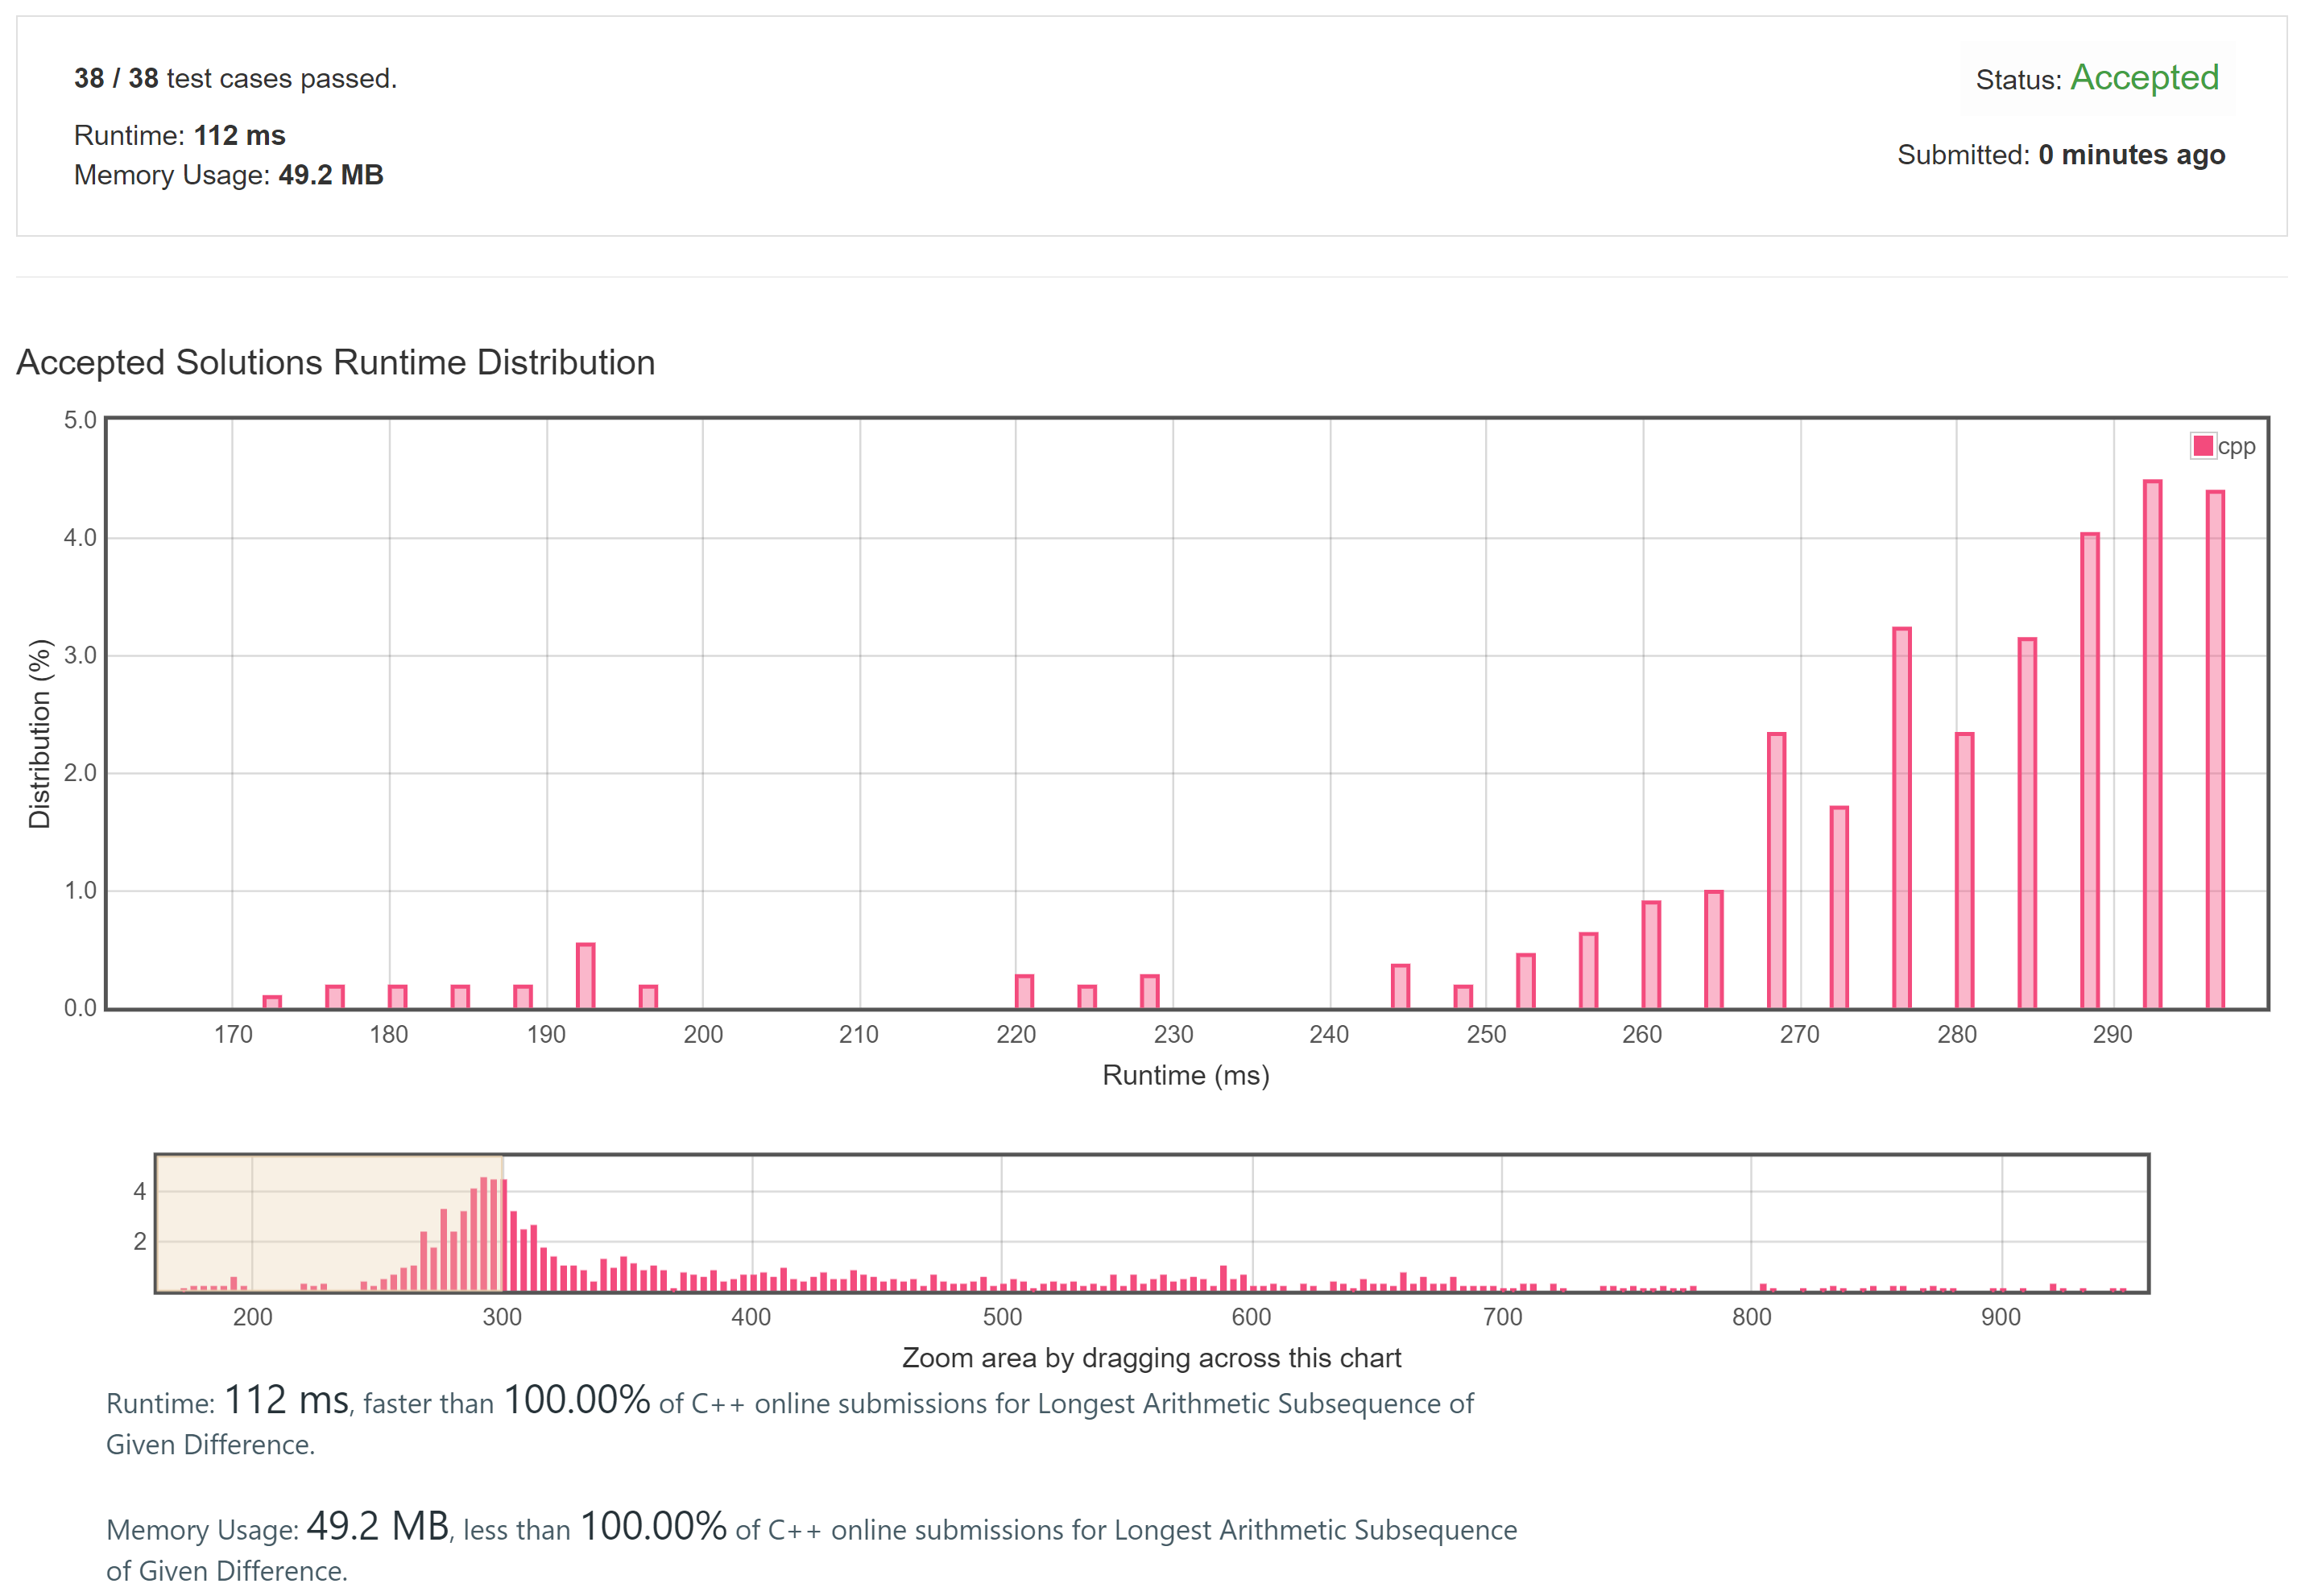 38 / 38 test cases passed.
Status: Accepted
Runtime: 112 ms
Submitted: 0 minutes ago
Memory Usage: 49.2 MB
Accepted Solutions Runtime Distribution
5.0
4.0
3.0
2.0
1.0
0.0
Distribution (%)
cpp
170 180 190 200 210 220 230 240 250 260 270 280 290
Runtime (ms)
4
2
200 300 400 500 600 700 800 900
Zoom area by dragging across this chart
Runtime: 112 ms, faster than 100.00% of C++ online submissions for Longest Arithmetic Subsequence of
Given Difference.
Memory Usage: 49.2 MB, less than 100.00% of C++ online submissions for Longest Arithmetic Subsequence
of Given Difference.